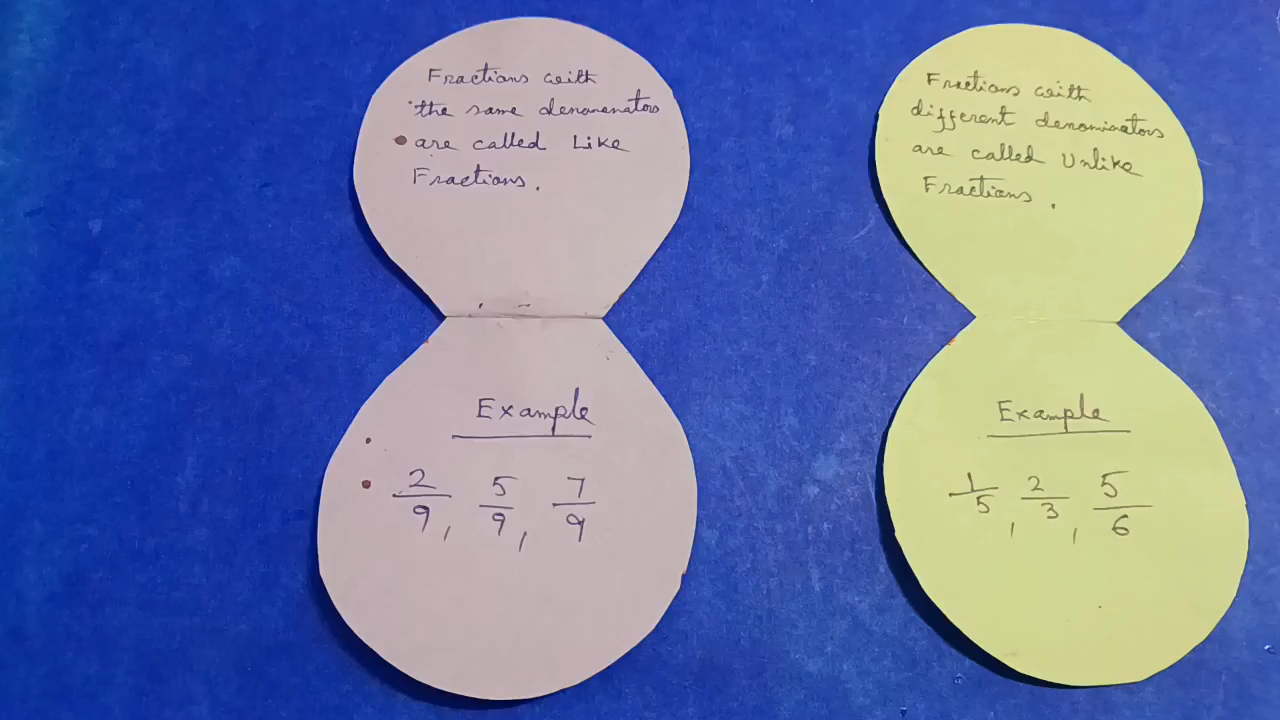 Fractions with
the same denomenators
are called Like
Fractions.
Example
2/9, 5/9, 7/9
Fractions with
different denominators
are called Unlike
Fractions.
Example
1/5, 2/3, 5/6